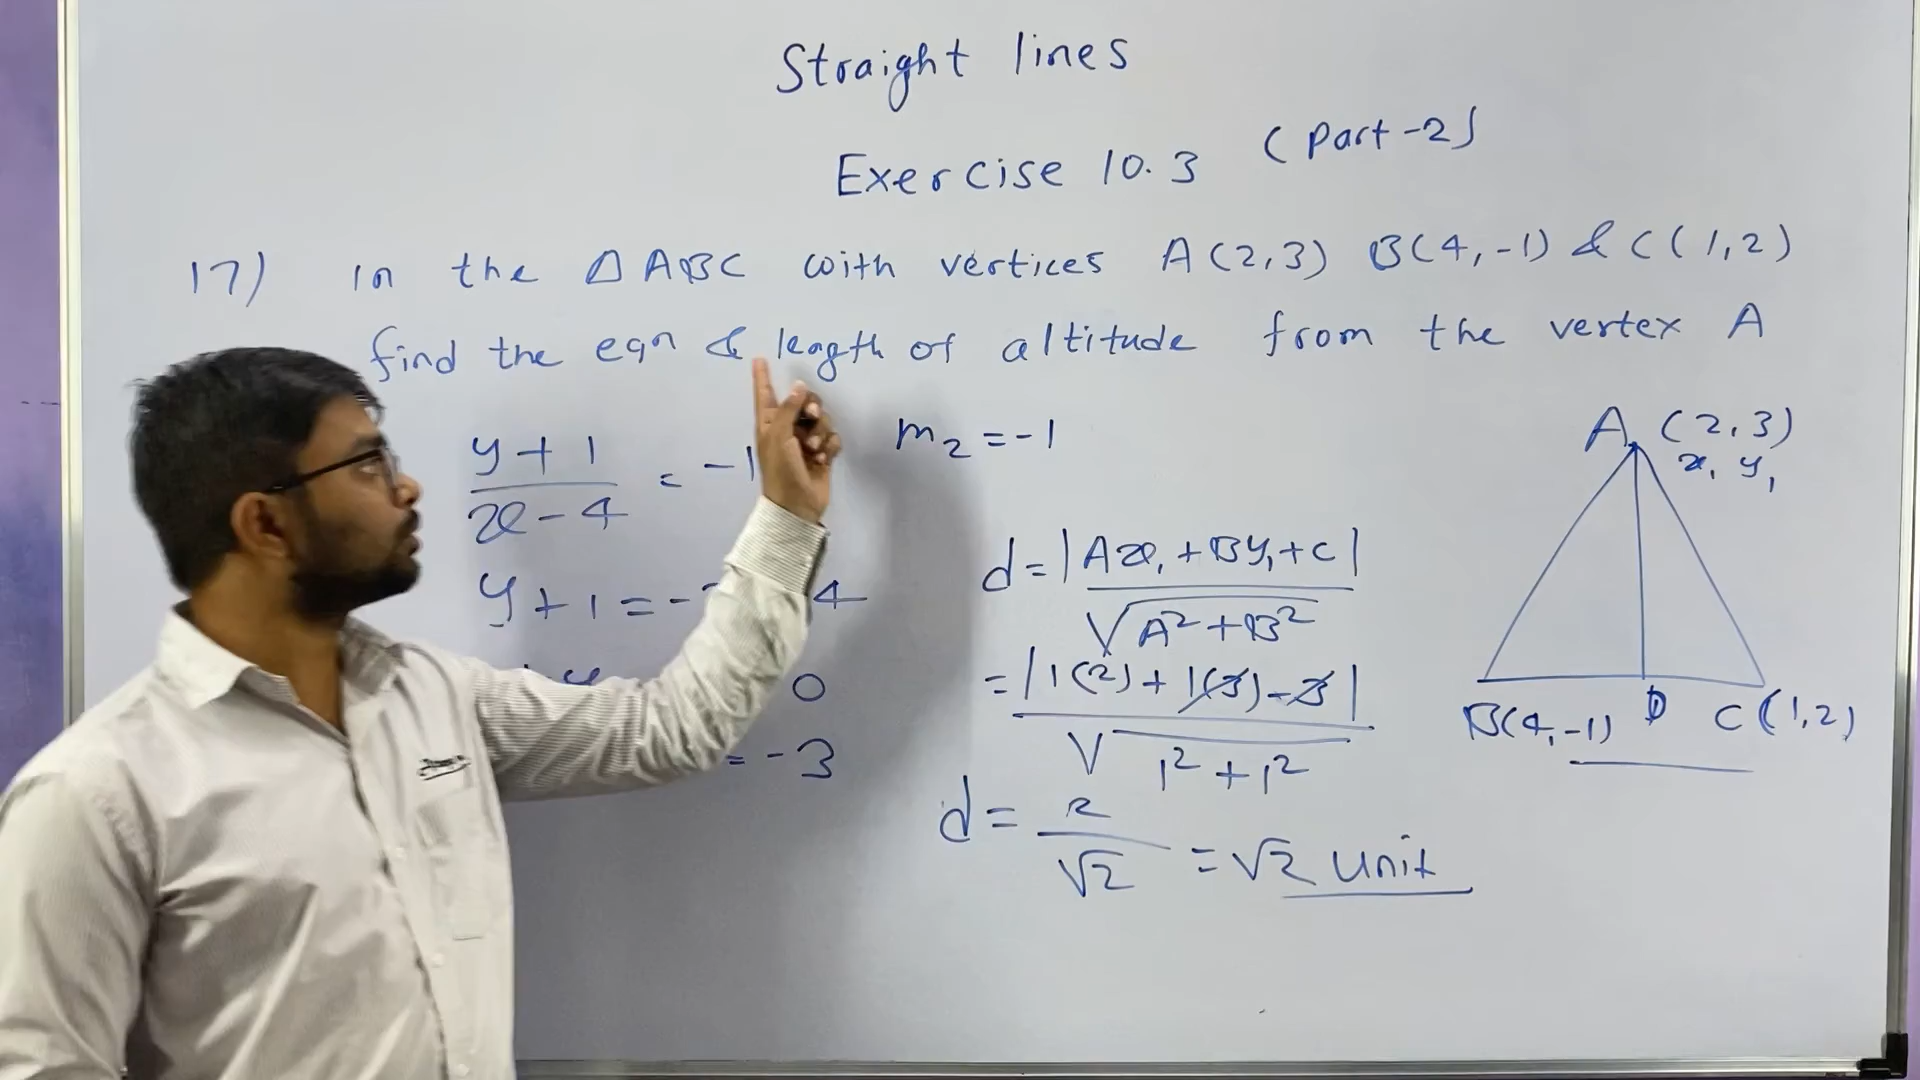 Straight lines
Exercise 10.3 (Part-2)
17) In the △ABC with vertices A(2,3) B(4,-1) & C(1,2)
find the eqn & length of altitude from the vertex A
y+1 / x-4 = -1
m₂ = -1
y+1 = - 4
0
= -3
d = |Ax₁ + By₁ + C| / √A² + B²
= |1(2) + 1(3) - 3| / √1² + 1²
d = 2 / √2 = √2 unit
A (2,3)
x₁ y₁
B(4,-1) D C(1,2)